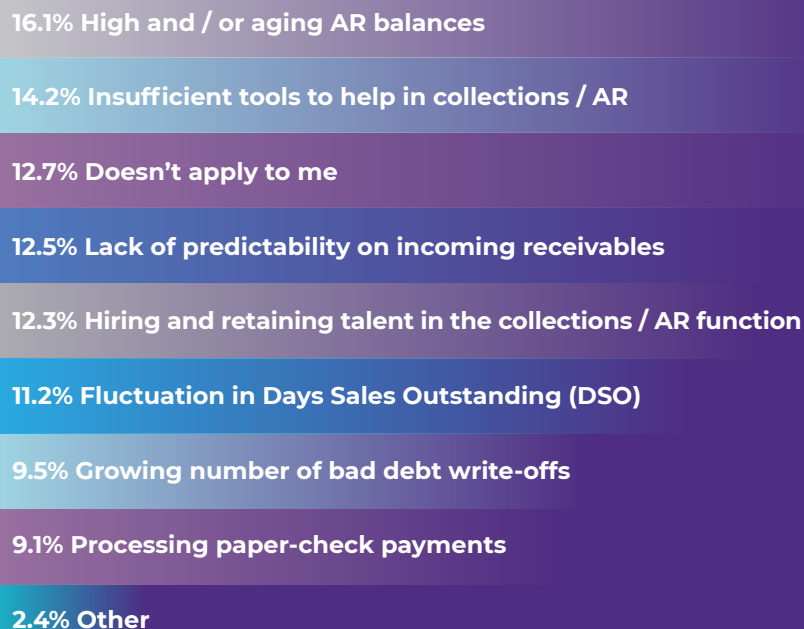 16.1% High and / or aging AR balances
14.2% Insufficient tools to help in collections / AR
12.7% Doesn’t apply to me
12.5% Lack of predictability on incoming receivables
12.3% Hiring and retaining talent in the collections / AR function
11.2% Fluctuation in Days Sales Outstanding (DSO)
9.5% Growing number of bad debt write-offs
9.1% Processing paper-check payments
2.4% Other